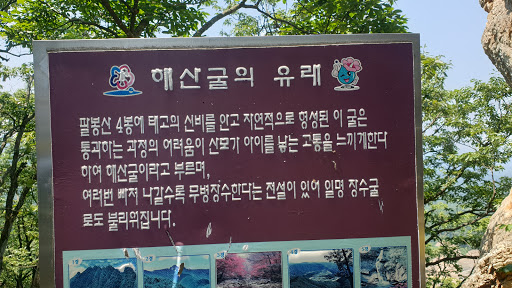 해산굴의 유래
팔봉산 4봉에 태고의 신비를 안고 자연적으로 형성된 이 굴은
통과하는 과정의 어려움이 산모가 아이를 낳는 고통을 느끼게한다
하여 해산굴이라고 부르며,
여러번 빠져 나갈수록 무병장수한다는 전설이 있어 일명 장수굴
로도 불리워집니다.